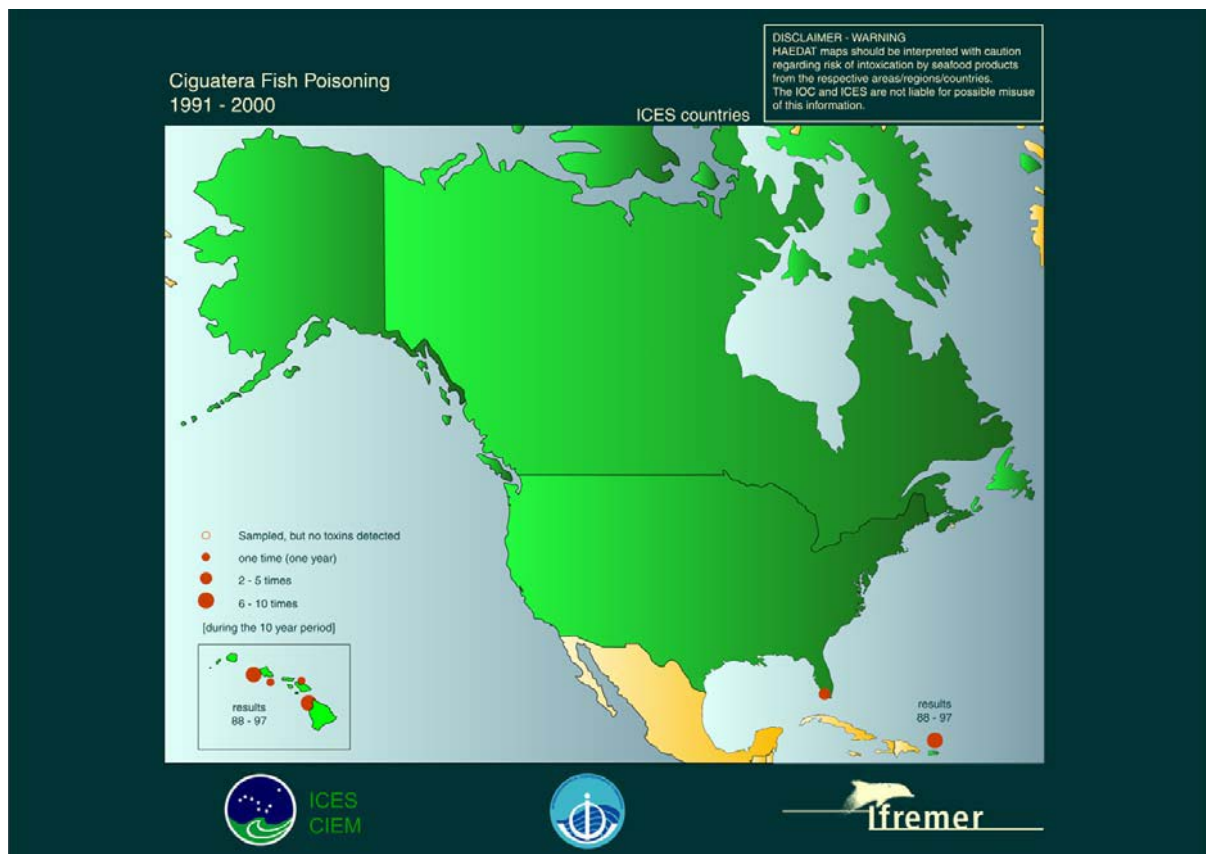 DISCLAIMER - WARNING
HAEDAT maps should be interpreted with caution
regarding risk of intoxication by seafood products
from the respective areas/regions/countries.
The IOC and ICES are not liable for possible misuse
of this information.
Ciguatera Fish Poisoning
1991 - 2000
ICES countries
Sampled, but no toxins detected
one time (one year)
2 - 5 times
6 - 10 times
[during the 10 year period]
results
88 - 97
results
88 - 97
ICES
CIEM
Ifremer